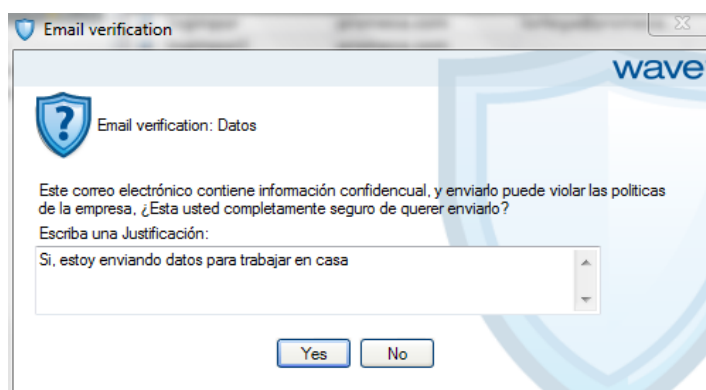 Email verification
wave
Email verification: Datos
Este correo electrónico contiene información confidencual, y enviarlo puede violar las politicas
de la empresa, ¿Esta usted completamente seguro de querer enviarlo?
Escriba una Justificación:
Si, estoy enviando datos para trabajar en casa
Yes No